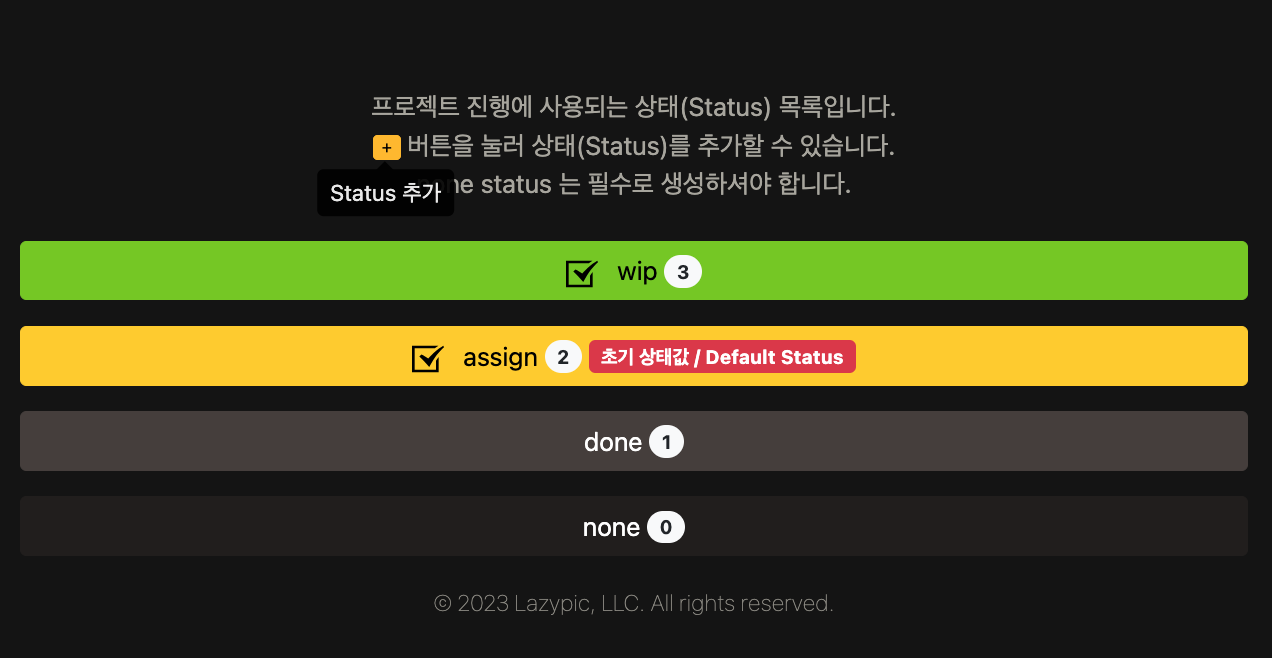 프로젝트 진행에 사용되는 상태(Status) 목록입니다.
+ 버튼을 눌러 상태(Status)를 추가할 수 있습니다.
none status 는 필수로 생성하셔야 합니다.
Status 추가
wip 3
assign 2 초기 상태값 / Default Status
done 1
none 0
© 2023 Lazypic, LLC. All rights reserved.